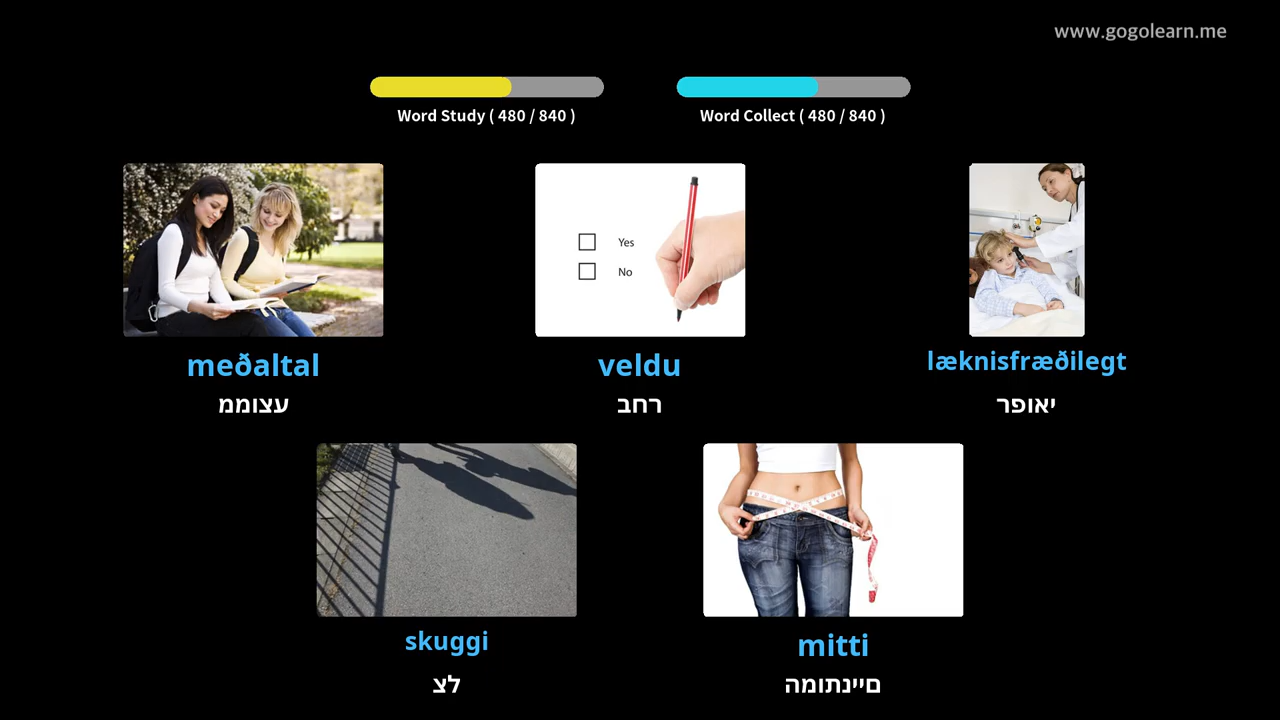 www.gogolearn.me
Word Study ( 480 / 840 )
Word Collect ( 480 / 840 )
Yes
No
meðaltal
עצוממ
veldu
רחב
læknisfræðilegt
יאופר
skuggi
לצ
mitti
םיינתומה